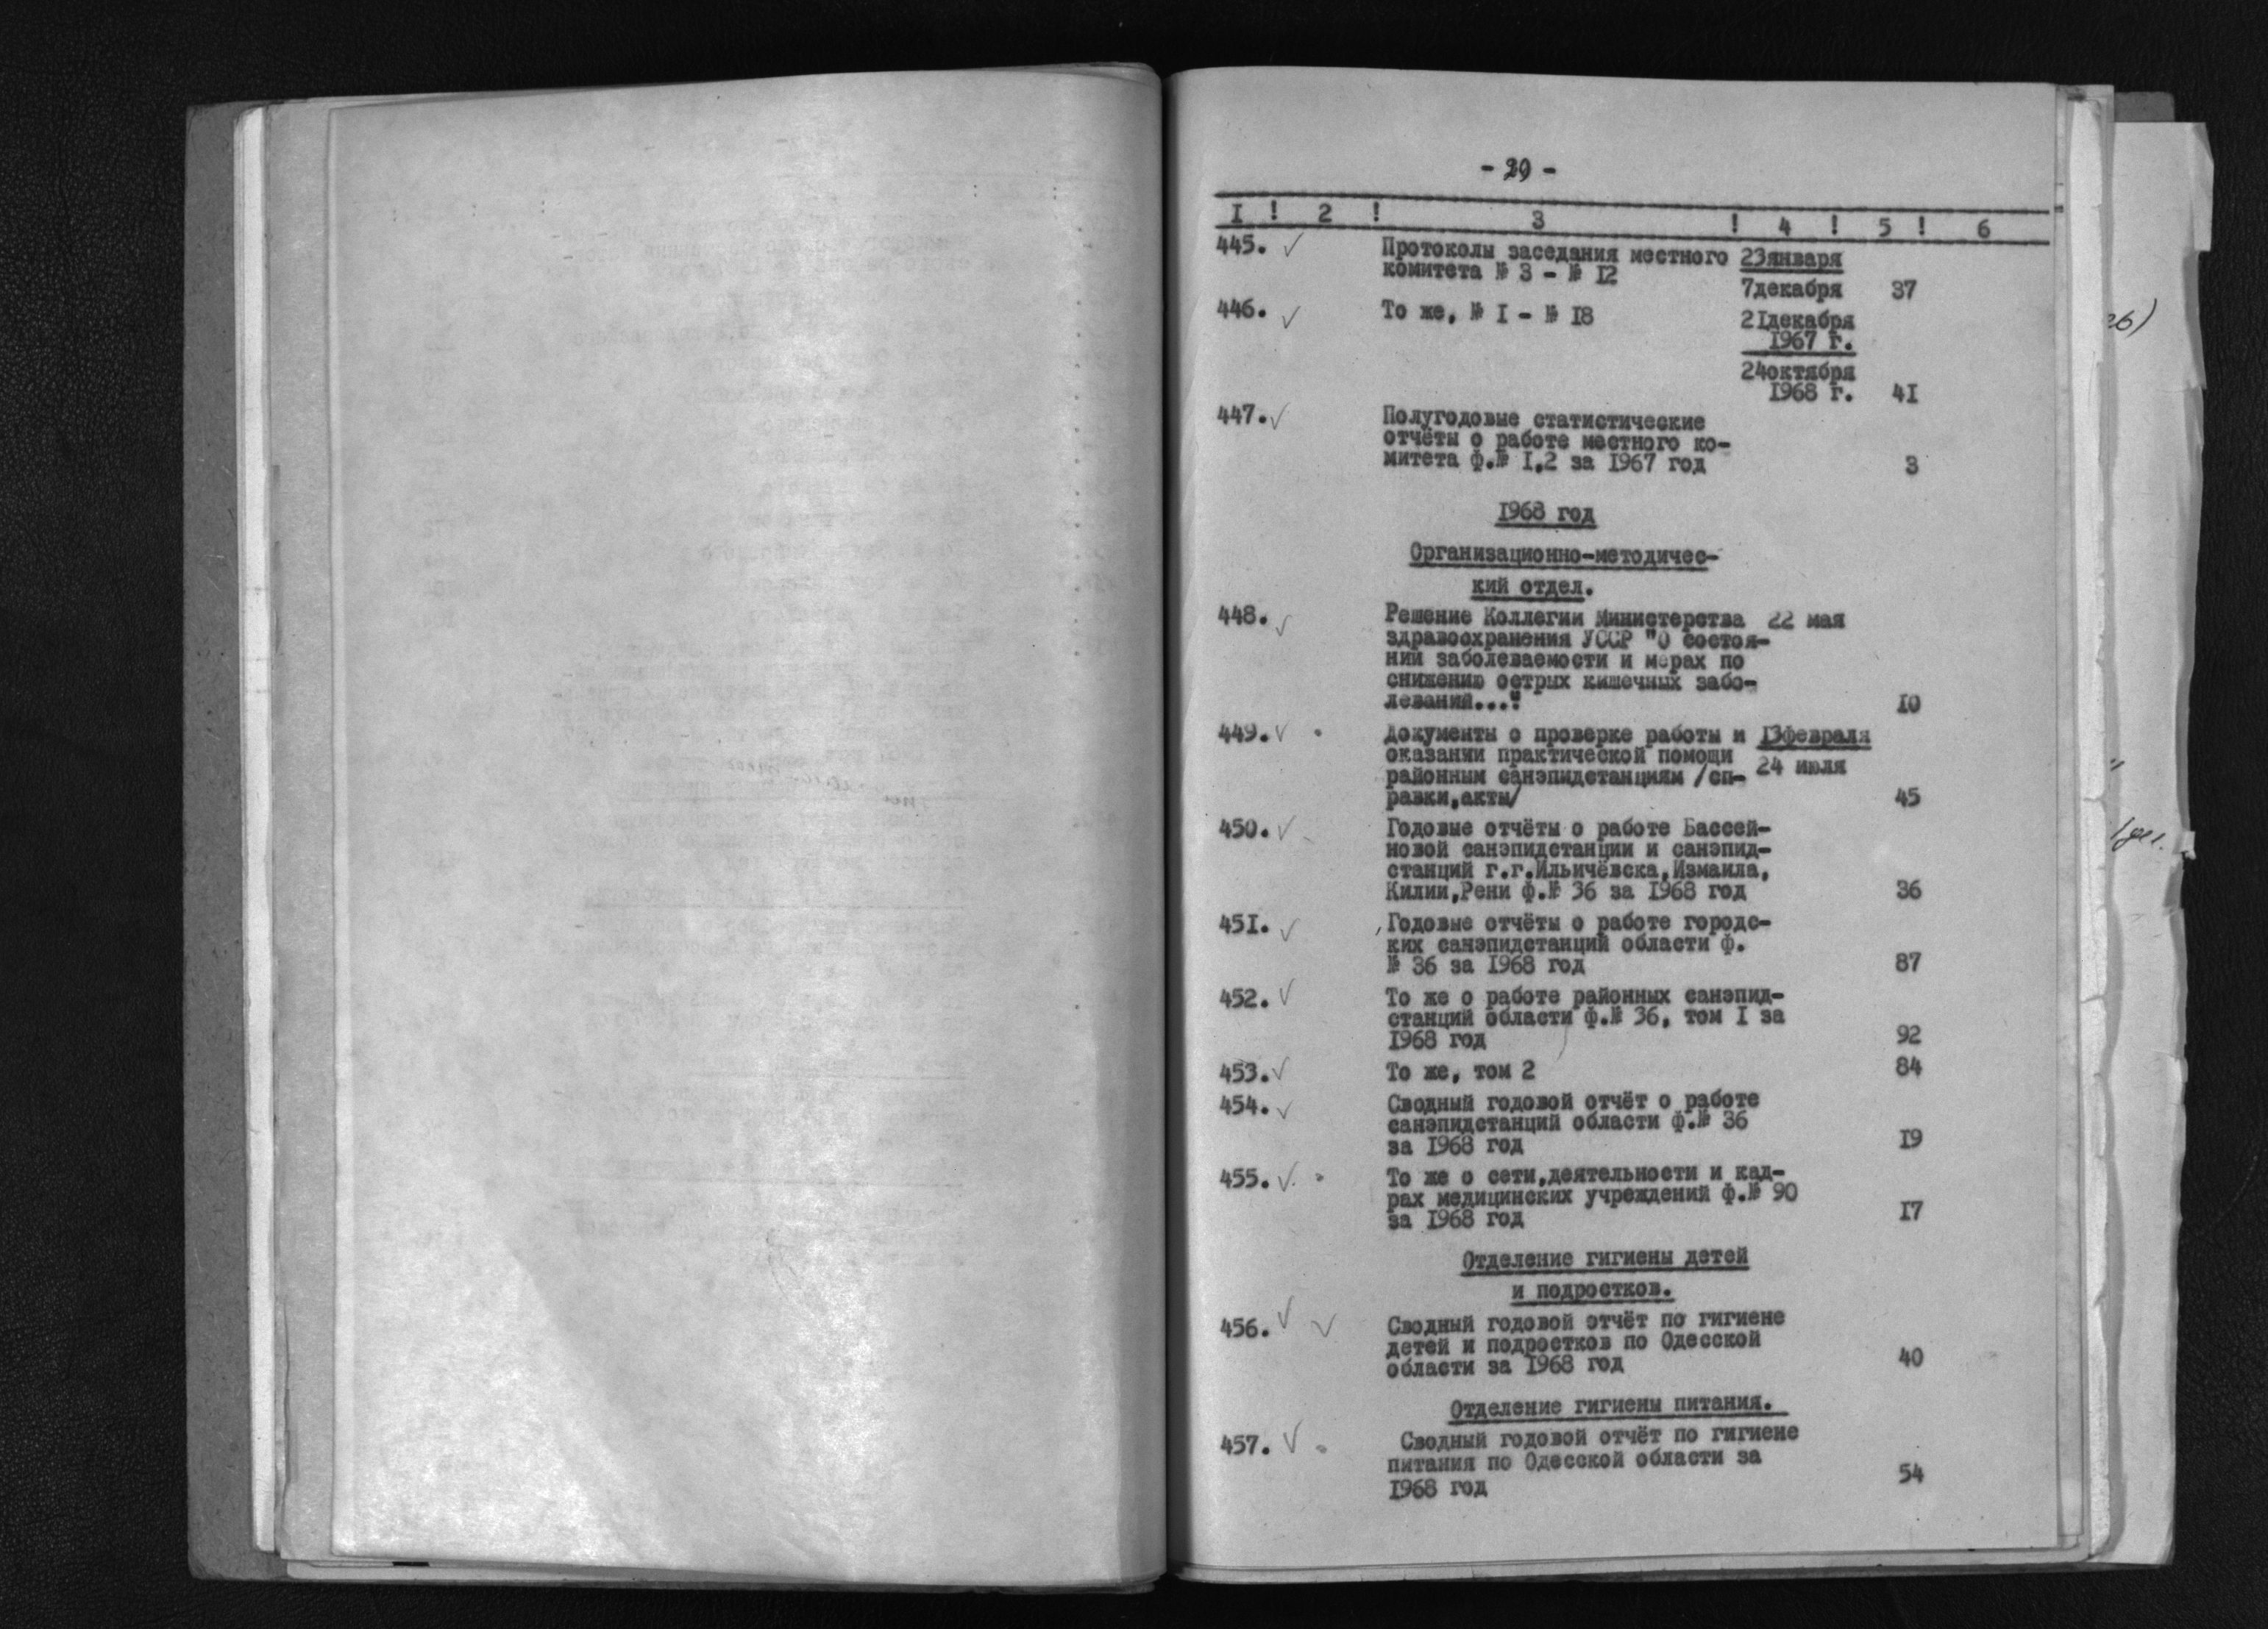 - 29 -
I ! 2 ! 3 ! 4 ! 5 ! 6
445. Протоколы заседания местного 23января
комитета № 3 - № I2
7декабря 37
446. То же, № I - № I8 2Iдекабря
I967 г.
24октября
I968 г. 4I
447. Полугодовые статистические
отчёты о работе местного ко-
митета ф.№ I,2 за I967 год 3
I968 год
Организационно-методичес-
кий отдел.
448. Решение Коллегии Министерства 22 мая
здравоохранения УССР "О состоя-
нии заболеваемости и мерах по
снижению острых кишечных забо-
леваний..." I0
449. Документы о проверке работы и I3февраля
оказании практической помощи
районным санэпидстанциям /сп- 24 июля
равки,акты/ 45
450. Годовые отчёты о работе Бассей-
новой санэпидстанции и санэпид-
станций г.г.Ильичёвска,Измаила,
Килии,Рени ф.№ 36 за I968 год 36
45I. Годовые отчёты о работе городс-
ких санэпидстанций области ф.
№ 36 за I968 год 87
452. То же о работе районных санэпид-
станций области ф.№ 36, том I за
I968 год 92
453. То же, том 2 84
454. Сводный годовой отчёт о работе
санэпидстанций области ф.№ 36
за I968 год I9
455. То же о сети,деятельности и кад-
рах медицинских учреждений ф.№ 90
за I968 год I7
Отделение гигиены детей
и подростков.
456. Сводный годовой отчёт по гигиене
детей и подростков по Одесской
области за I968 год 40
Отделение гигиены питания.
457. Сводный годовой отчёт по гигиене
питания по Одесской области за
I968 год 54